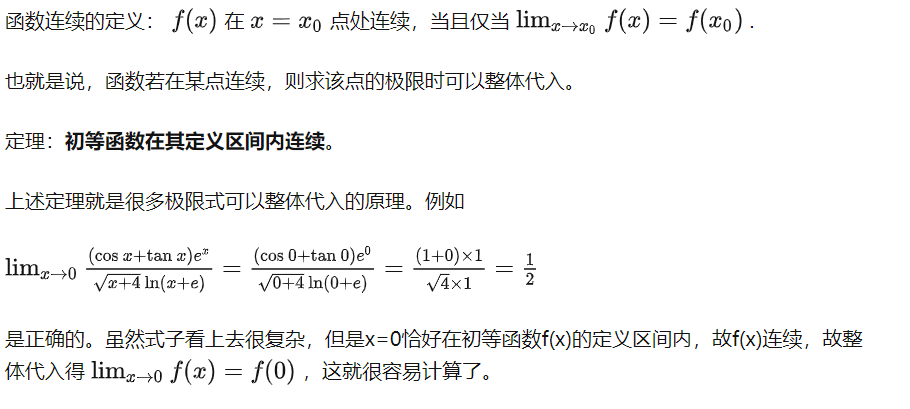 函数连续的定义： f(x) 在 x = x₀ 点处连续，当且仅当 lim_{x→x₀} f(x) = f(x₀) .
也就是说，函数若在某点连续，则求该点的极限时可以整体代入。
定理：初等函数在其定义区间内连续。
上述定理就是很多极限式可以整体代入的原理。例如
lim_{x→0} \frac{(cos x+tan x)e^x}{\sqrt{x+4} ln(x+e)} = \frac{(cos 0+tan 0)e^0}{\sqrt{0+4} ln(0+e)} = \frac{(1+0)×1}{\sqrt{4}×1} = \frac{1}{2}
是正确的。虽然式子看上去很复杂，但是x=0恰好在初等函数f(x)的定义区间内，故f(x)连续，故整
体代入得 lim_{x→0} f(x) = f(0) ，这就很容易计算了。